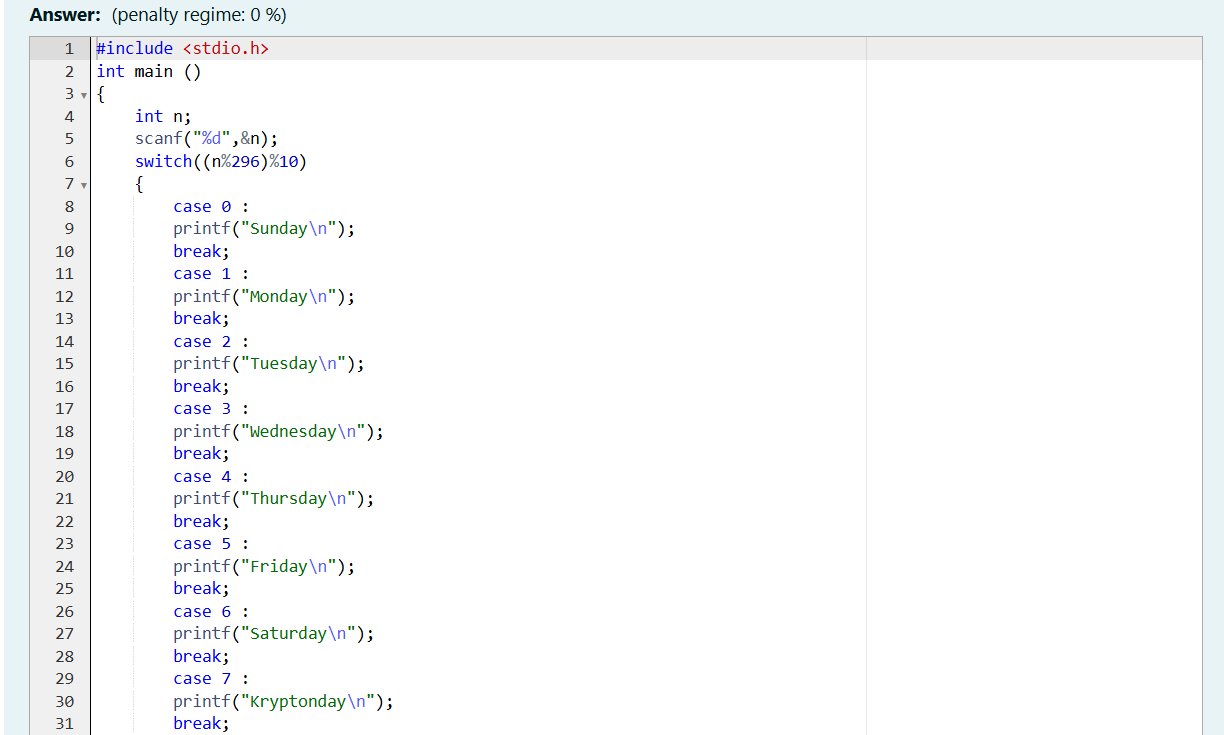 Answer: (penalty regime: 0 %)
1 #include <stdio.h>
2 int main ()
3 {
4 int n;
5 scanf("%d",&n);
6 switch((n%296)%10)
7 {
8 case 0 :
9 printf("Sunday\n");
10 break;
11 case 1 :
12 printf("Monday\n");
13 break;
14 case 2 :
15 printf("Tuesday\n");
16 break;
17 case 3 :
18 printf("Wednesday\n");
19 break;
20 case 4 :
21 printf("Thursday\n");
22 break;
23 case 5 :
24 printf("Friday\n");
25 break;
26 case 6 :
27 printf("Saturday\n");
28 break;
29 case 7 :
30 printf("Kryptonday\n");
31 break;